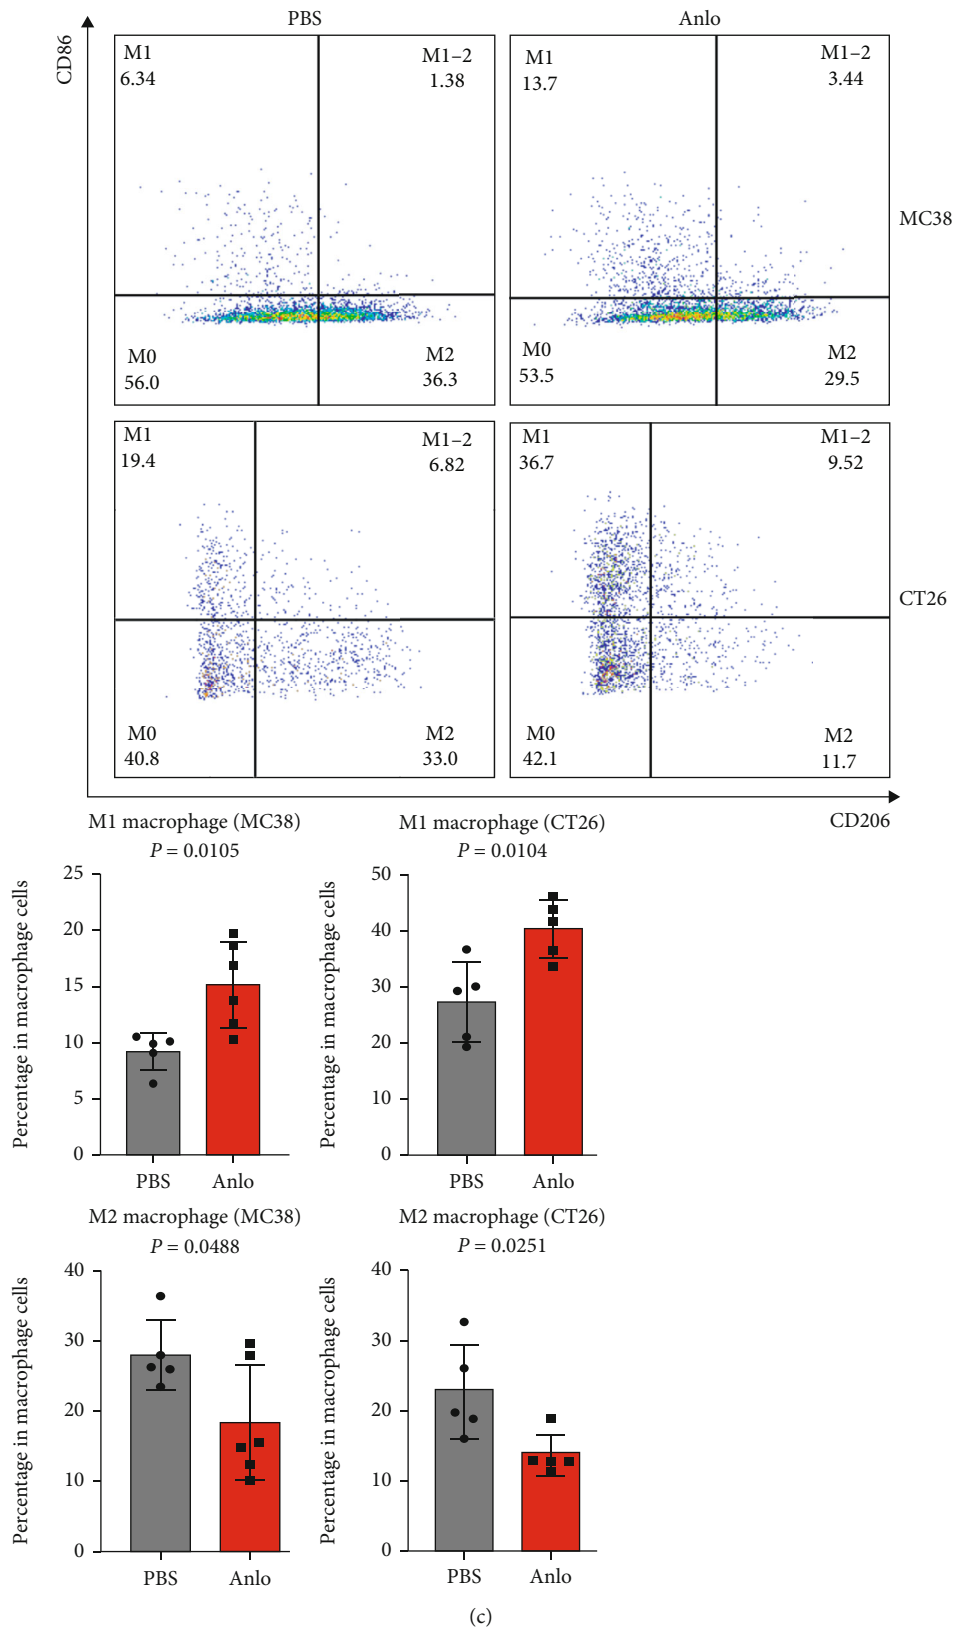 PBS
Anlo
CD86
M1
6.34
M1–2
1.38
M1
13.7
M1–2
3.44
MC38
M0
56.0
M2
36.3
M0
53.5
M2
29.5
M1
19.4
M1–2
6.82
M1
36.7
M1–2
9.52
CT26
M0
40.8
M2
33.0
M0
42.1
M2
11.7
CD206
M1 macrophage (MC38)
P = 0.0105
Percentage in macrophage cells
25
20
15
10
5
0
PBS
Anlo
M1 macrophage (CT26)
P = 0.0104
Percentage in macrophage cells
50
40
30
20
10
0
PBS
Anlo
M2 macrophage (MC38)
P = 0.0488
Percentage in macrophage cells
40
30
20
10
0
PBS
Anlo
M2 macrophage (CT26)
P = 0.0251
Percentage in macrophage cells
40
30
20
10
0
PBS
Anlo
(c)